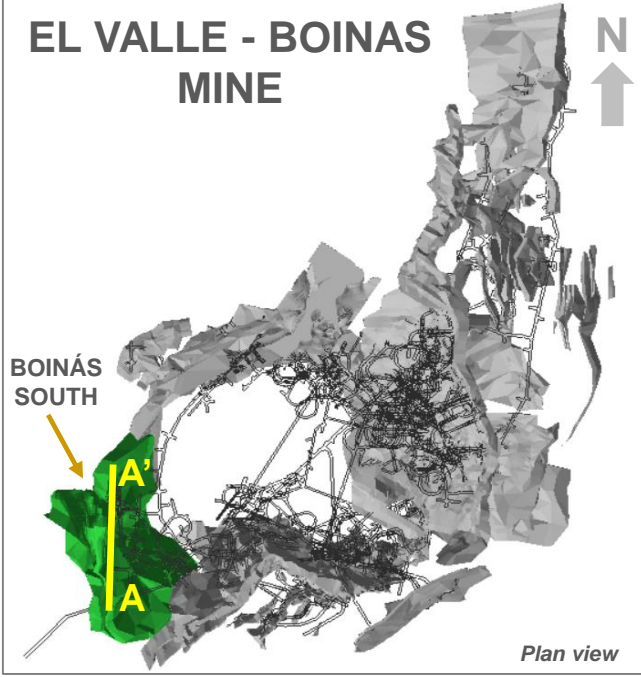 EL VALLE - BOINAS
MINE
N
BOINÁS
SOUTH
A'
A
Plan view